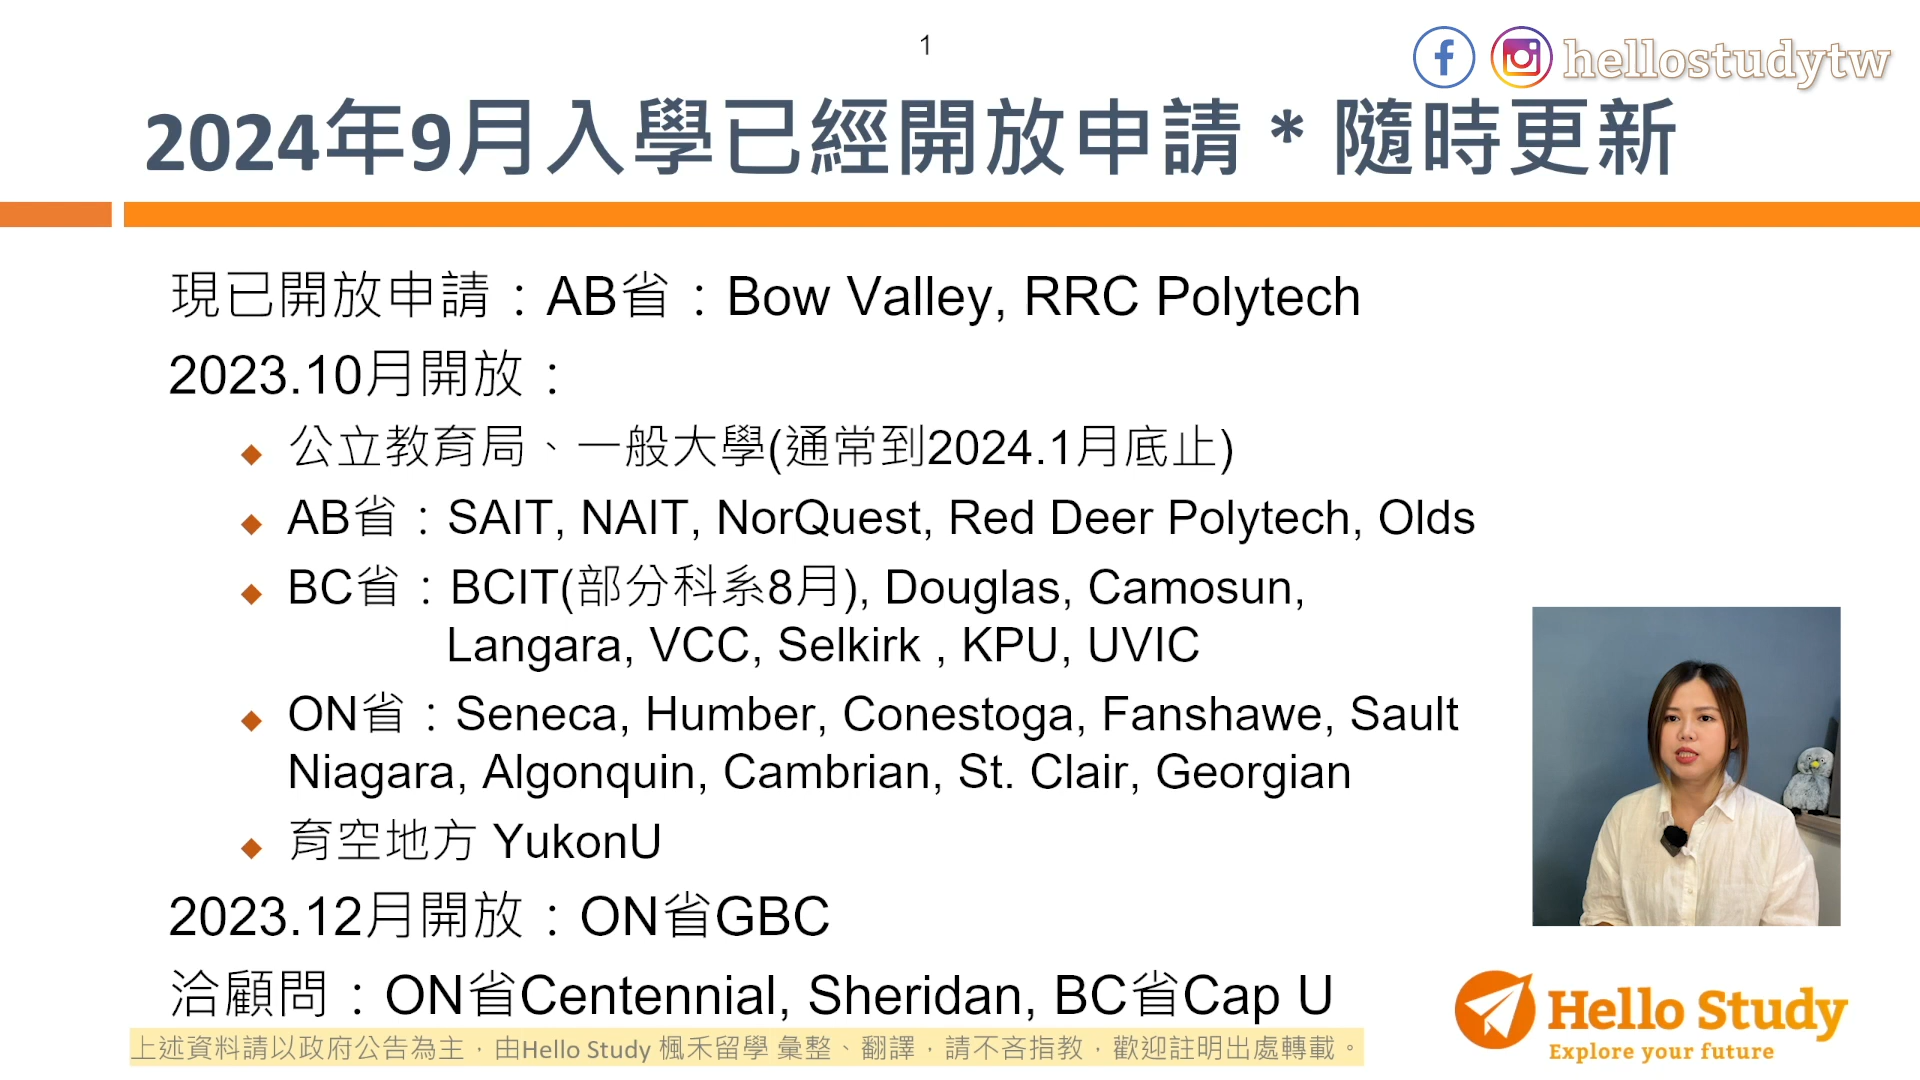 1
hellostudytw
2024年9月入學已經開放申請 * 隨時更新
現已開放申請：AB省：Bow Valley, RRC Polytech
2023.10月開放：
公立教育局、一般大學(通常到2024.1月底止)
AB省：SAIT, NAIT, NorQuest, Red Deer Polytech, Olds
BC省：BCIT(部分科系8月), Douglas, Camosun,
Langara, VCC, Selkirk , KPU, UVIC
ON省：Seneca, Humber, Conestoga, Fanshawe, Sault
Niagara, Algonquin, Cambrian, St. Clair, Georgian
育空地方 YukonU
2023.12月開放：ON省GBC
洽顧問：ON省Centennial, Sheridan, BC省Cap U
上述資料請以政府公告為主，由Hello Study 楓禾留學 彙整、翻譯，請不吝指教，歡迎註明出處轉載。
Hello Study
Explore your future